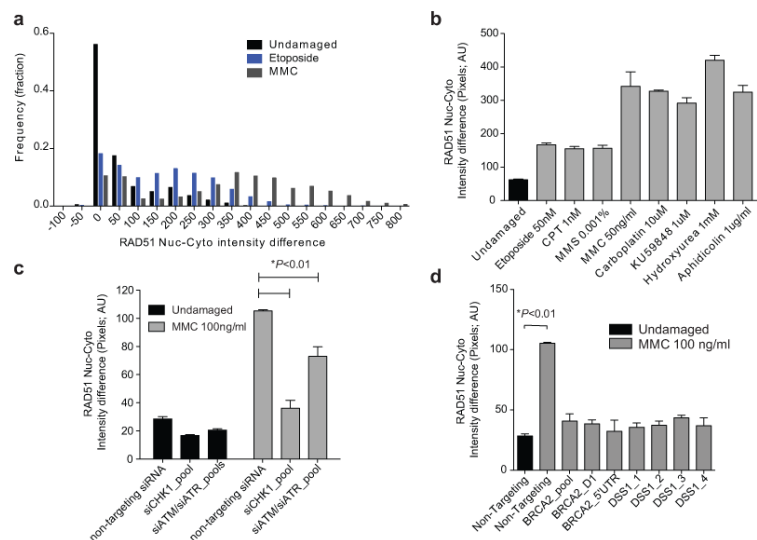 a
0.6
0.4
0.2
0.0
Frequency (fraction)
Undamaged
Etoposide
MMC
-100 -50 0 50 100 150 200 250 300 350 400 450 500 550 600 650 700 750 800
RAD51 Nuc-Cyto intensity difference
b
500
400
300
200
100
0
RAD51 Nuc-Cyto
Intensity difference (Pixels; AU)
Undamaged
Etoposide 50nM
CPT 1nM
MMS 0.001%
MMC 50ng/ml
Carboplatin 10uM
KU59848 1uM
Hydroxyurea 1mM
Aphidicolin 1ug/ml
c
*P<0.01
120
100
80
60
40
20
0
RAD51 Nuc-Cyto
Intensity difference (Pixels; AU)
Undamaged
MMC 100ng/ml
non-targeting siRNA
siCHK1_pool
siATM/siATR_pools
non-targeting siRNA
siCHK1_pool
siATM/siATR_pool
d
150
100
50
0
RAD51 Nuc-Cyto
Intensity difference (Pixels; AU)
*P<0.01
Undamaged
MMC 100 ng/ml
Non-Targeting
Non-Targeting
BRCA2_pool
BRCA2_D1
BRCA2_5'UTR
DSS1_1
DSS1_2
DSS1_3
DSS1_4